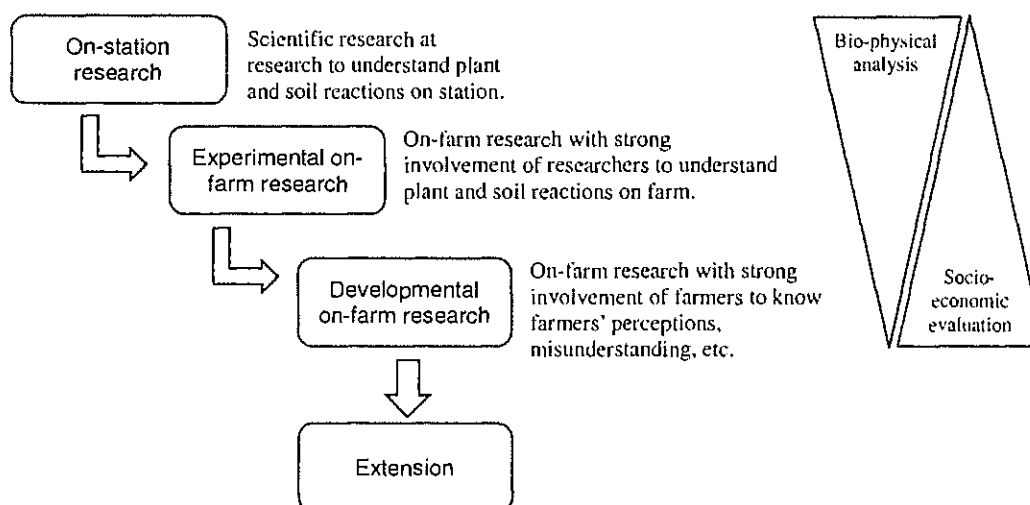 On-station
research
Scientific research at
research to understand plant
and soil reactions on station.
Experimental on-
farm research
On-farm research with strong
involvement of researchers to understand
plant and soil reactions on farm.
Developmental
on-farm research
On-farm research with strong
involvement of farmers to know
farmers' perceptions,
misunderstanding, etc.
Extension
Bio-physical
analysis
Socio-
economic
evaluation